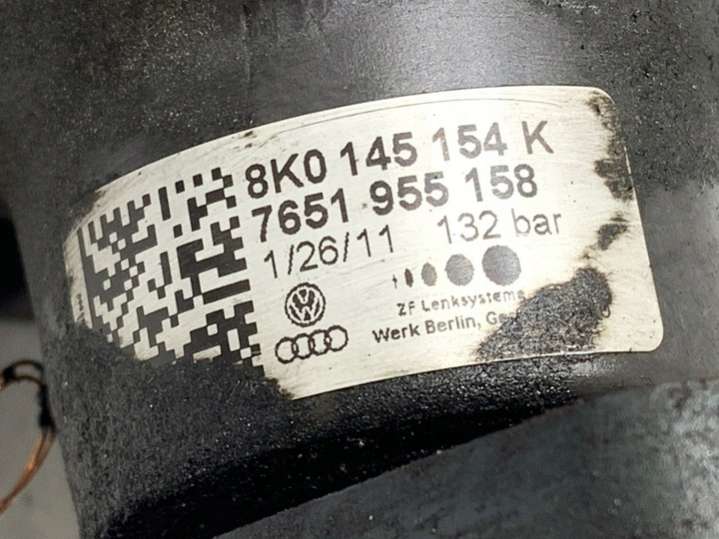 8K0 145 154 K
7651 955 158
1/26/11 132 bar
ZF Lenksysteme
Werk Berlin,